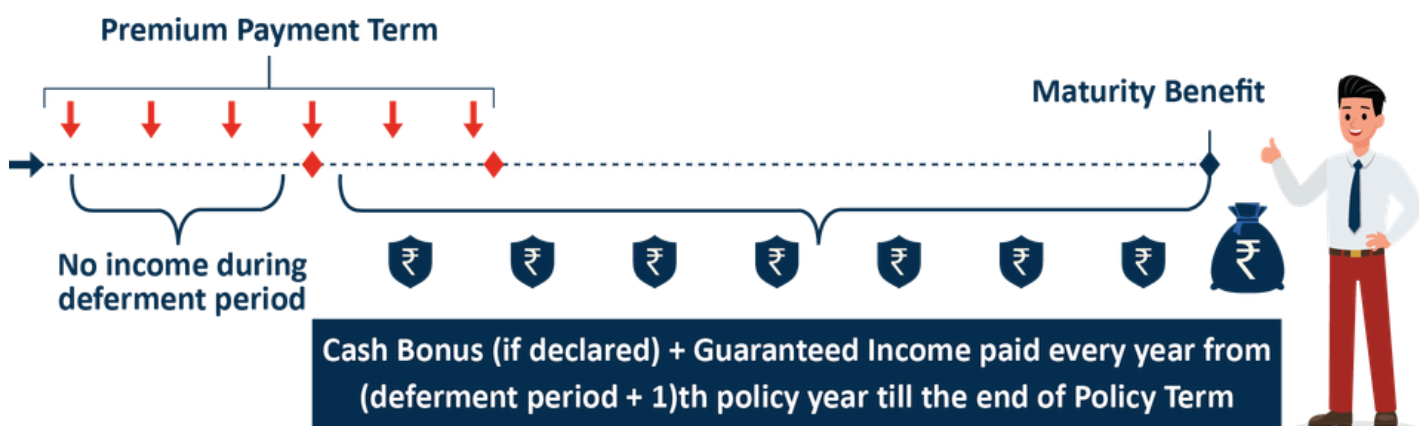 Premium Payment Term
Maturity Benefit
No income during
deferment period
₹ ₹ ₹ ₹ ₹ ₹ ₹ ₹
Cash Bonus (if declared) + Guaranteed Income paid every year from
(deferment period + 1)th policy year till the end of Policy Term